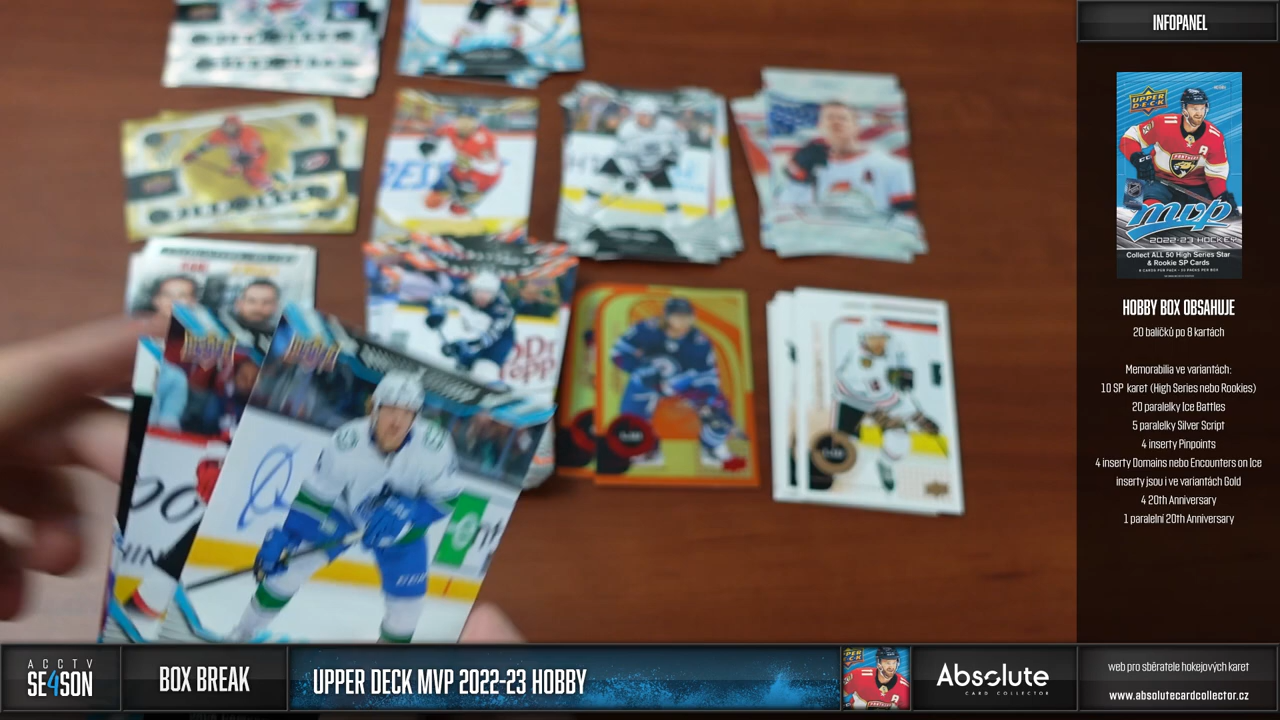 INFOPANEL
UPPER
DECK
mvp
2022-23 HOCKEY
Collect ALL 50 High Series Star
& Rookie SP Cards
HOBBY BOX OBSAHUJE
20 balíčků po 8 kartách
Memorabilia ve variantách:
10 SP karet (High Series nebo Rookies)
20 paralelky Ice Battles
5 paralelky Silver Script
4 inserty Pinpoints
4 inserty Domains nebo Encounters on Ice
inserty jsou i ve variantách Gold
4 20th Anniversary
1 paralelní 20th Anniversary
ACCTV
SE4SON
BOX BREAK
UPPER DECK MVP 2022-23 HOBBY
Absolute
CARD COLLECTOR
web pro sběratele hokejových karet
www.absolutecardcollector.cz